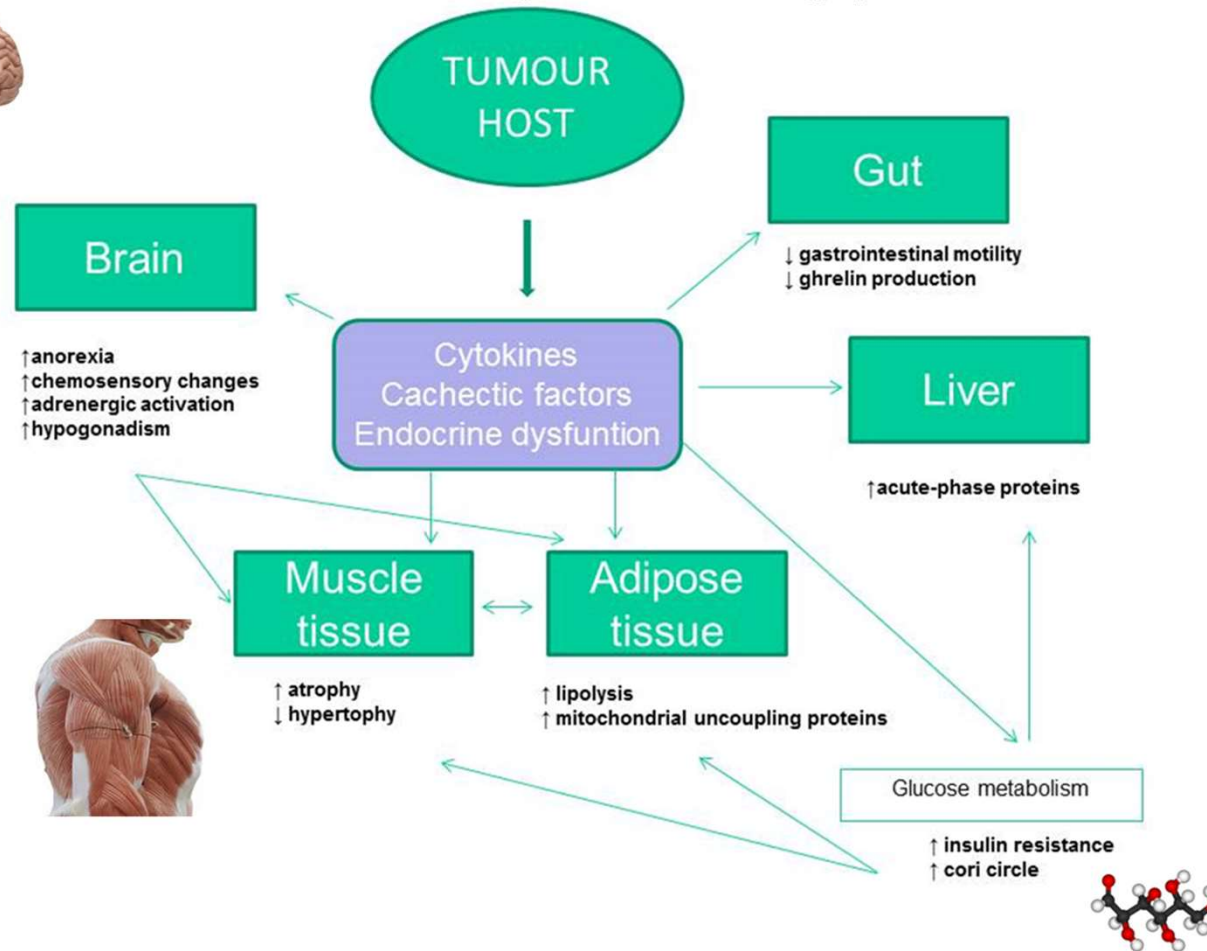 TUMOUR
HOST
Gut
↓ gastrointestinal motility
↓ ghrelin production
Brain
↑anorexia
↑chemosensory changes
↑adrenergic activation
↑hypogonadism
Cytokines
Cachectic factors
Endocrine dysfuntion
Liver
↑acute-phase proteins
Muscle
tissue
↑ atrophy
↓ hypertophy
Adipose
tissue
↑ lipolysis
↑ mitochondrial uncoupling proteins
Glucose metabolism
↑ insulin resistance
↑ cori circle